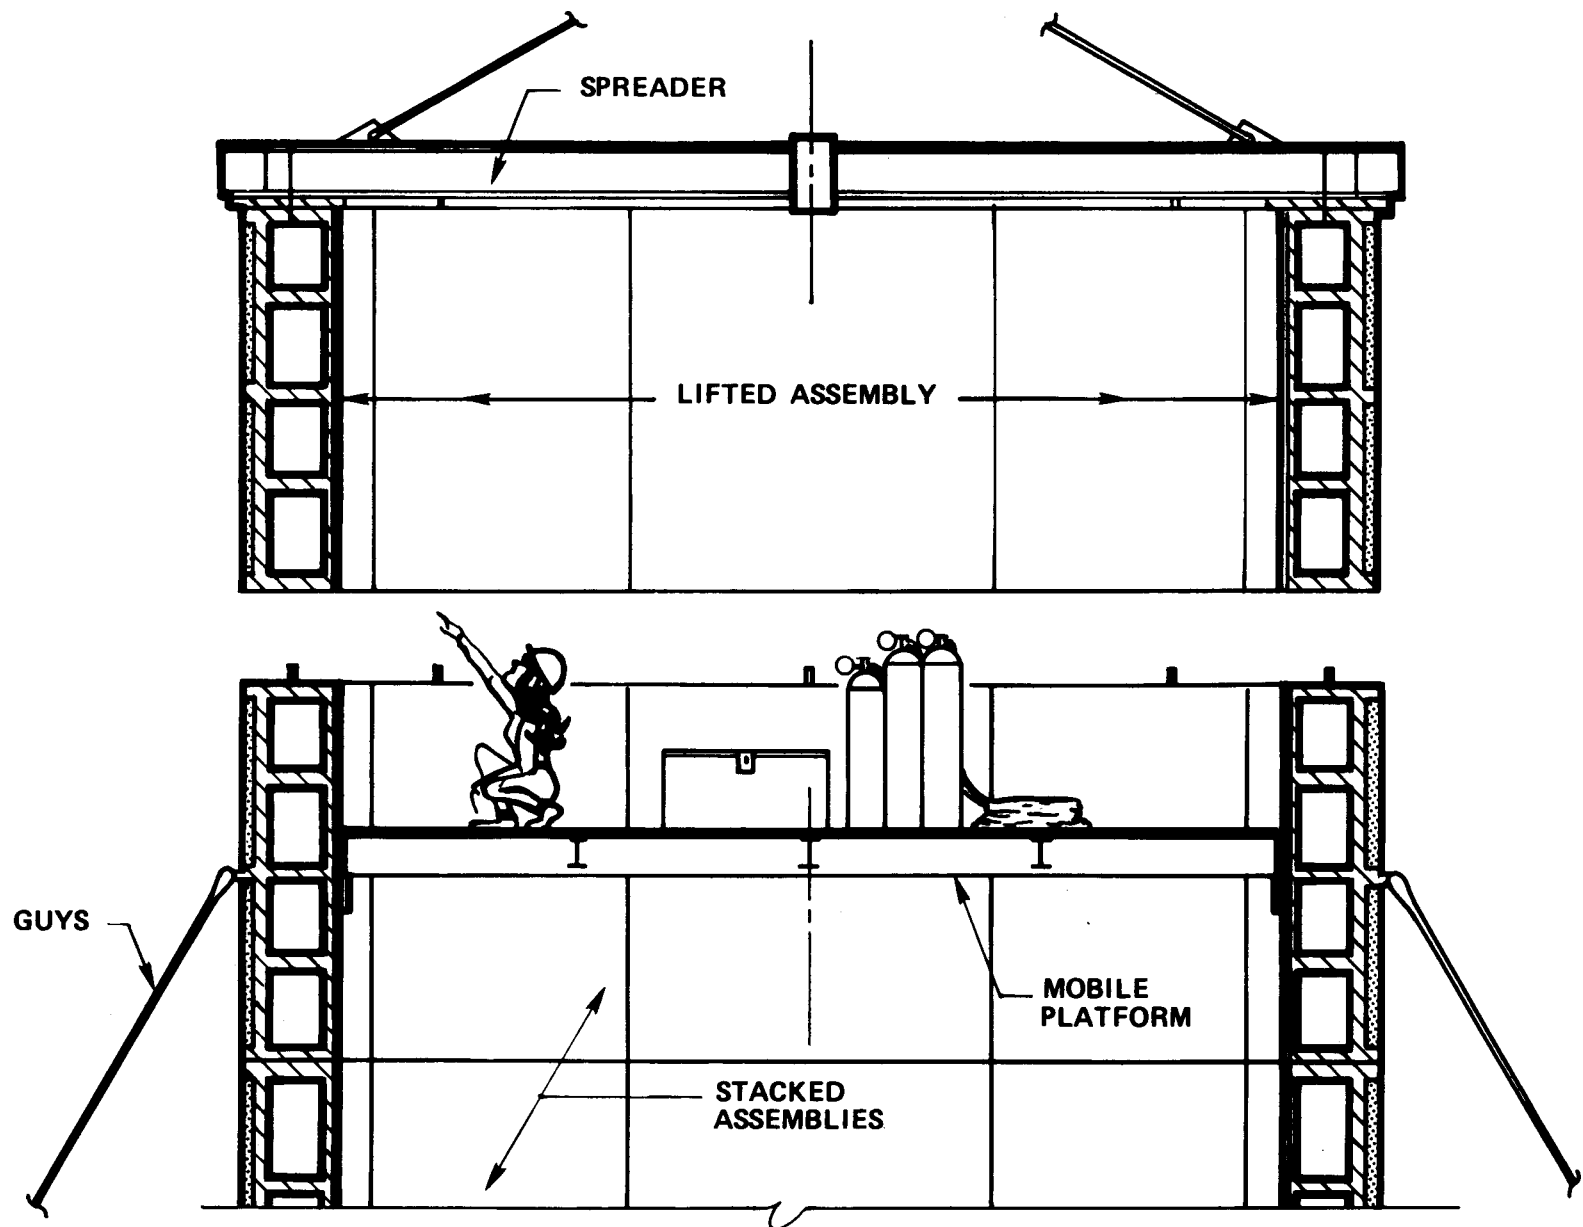 SPREADER
LIFTED ASSEMBLY
GUYS
MOBILE
PLATFORM
STACKED
ASSEMBLIES